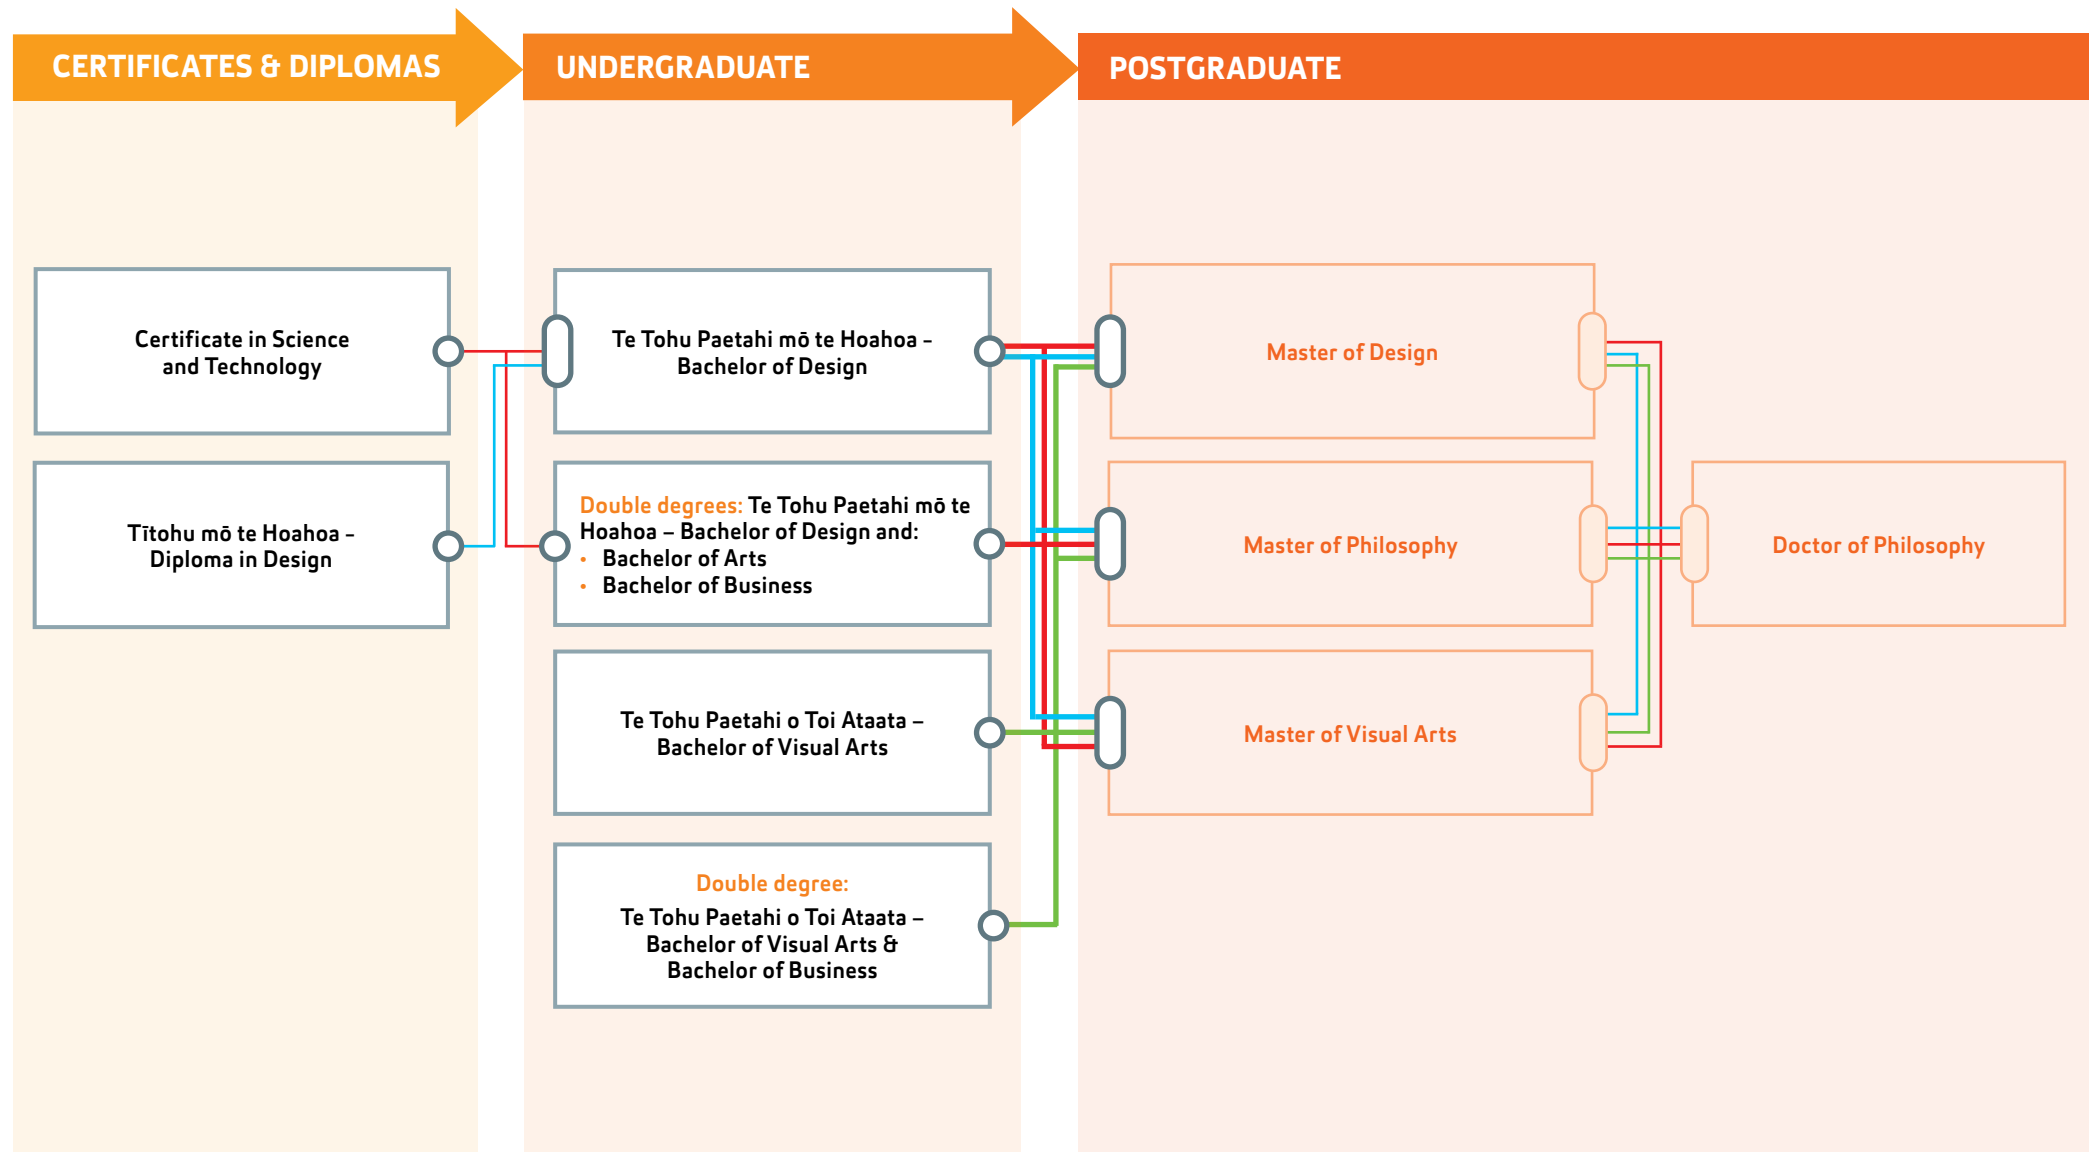 CERTIFICATES & DIPLOMAS
UNDERGRADUATE
POSTGRADUATE
Certificate in Science
and Technology
Tītohu mō te Hoahoa –
Diploma in Design
Te Tohu Paetahi mō te Hoahoa –
Bachelor of Design
Double degrees: Te Tohu Paetahi mō te
Hoahoa – Bachelor of Design and:
• Bachelor of Arts
• Bachelor of Business
Te Tohu Paetahi o Toi Ataata –
Bachelor of Visual Arts
Double degree:
Te Tohu Paetahi o Toi Ataata –
Bachelor of Visual Arts &
Bachelor of Business
Master of Design
Master of Philosophy
Master of Visual Arts
Doctor of Philosophy